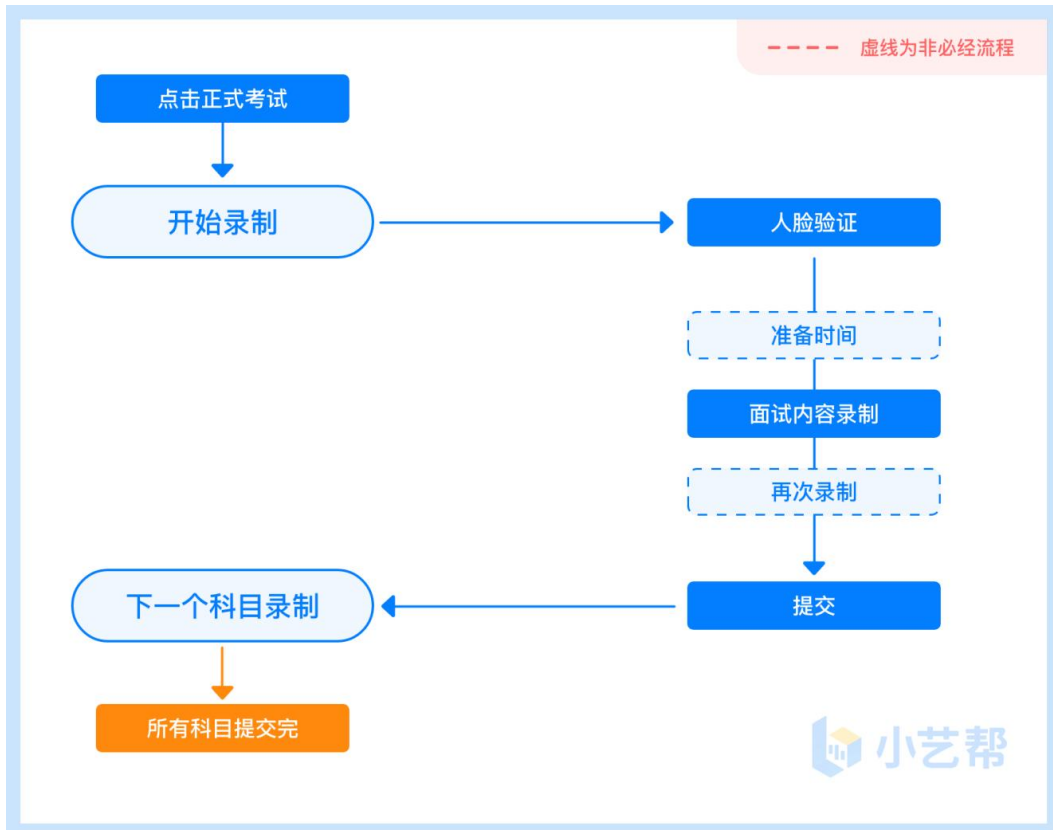 虚线为非必经流程
点击正式考试
开始录制
人脸验证
准备时间
面试内容录制
再次录制
提交
下一个科目录制
所有科目提交完
小艺帮